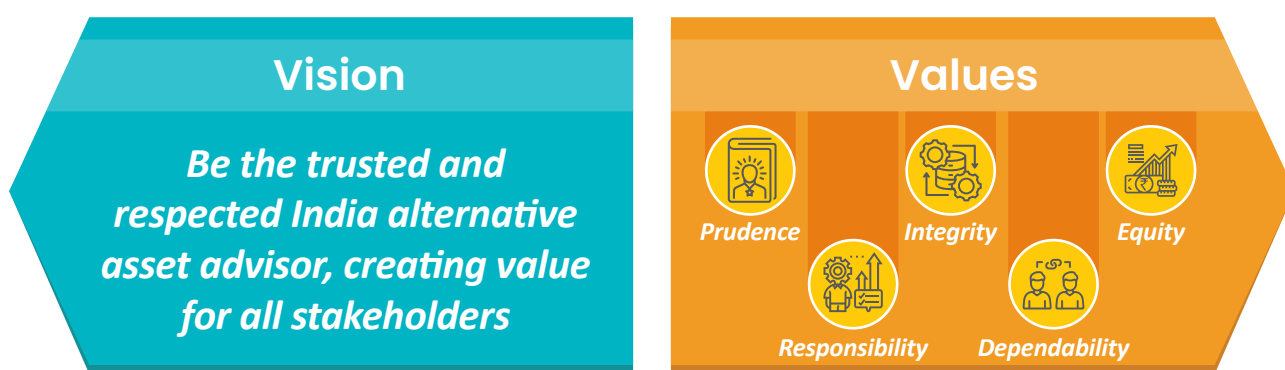 Vision
Be the trusted and
respected India alternative
asset advisor, creating value
for all stakeholders
Values
Prudence
Responsibility
Integrity
Dependability
₹
Equity